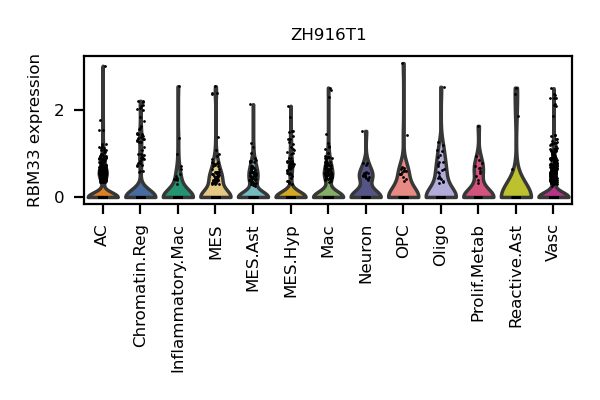 ZH916T1
RBM33 expression
2
0
AC
Chromatin.Reg
Inflammatory.Mac
MES
MES.Ast
MES.Hyp
Mac
Neuron
OPC
Oligo
Prolif.Metab
Reactive.Ast
Vasc